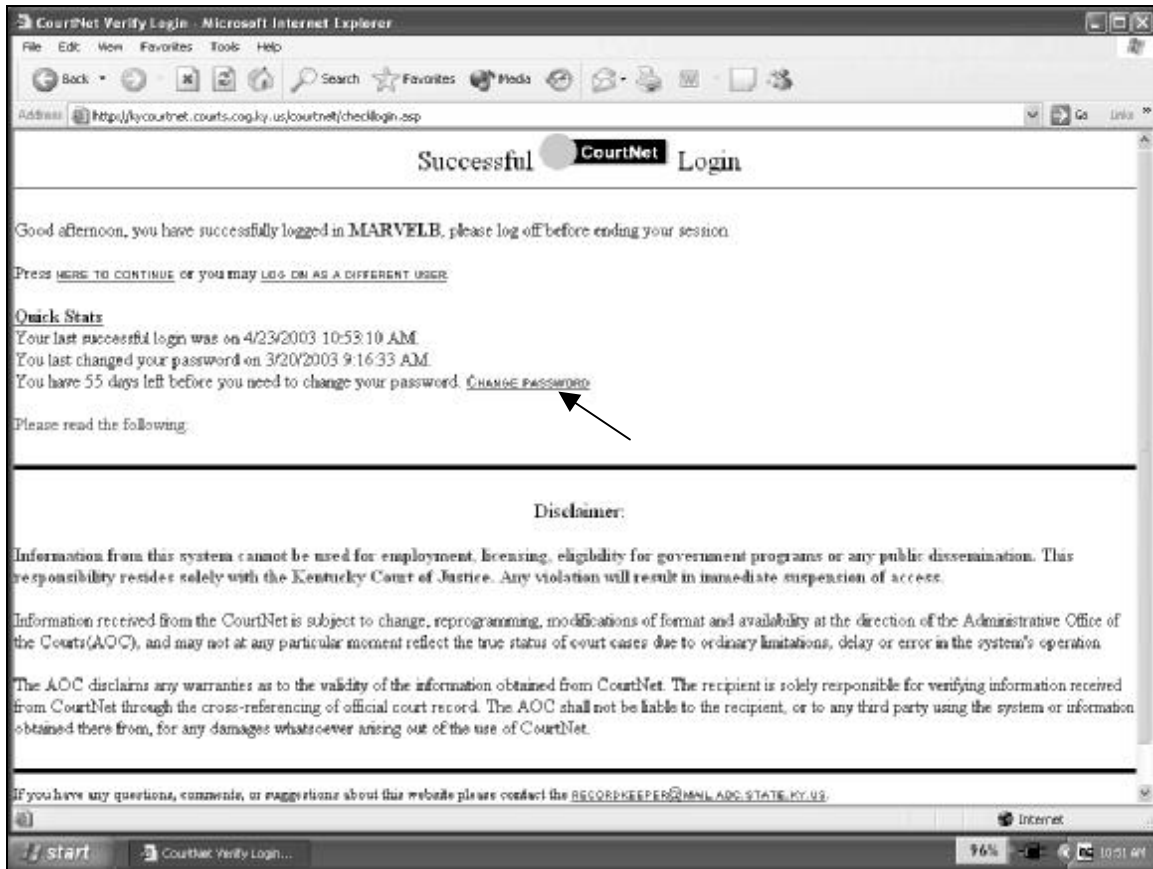 CourtNet Verify Login - Microsoft Internet Explorer
File Edit View Favorites Tools Help
Back Search Favorites Media
Address http://kycourtnet.courts.cog.ky.us/courtnet/checklogin.asp Go Links »
Successful CourtNet Login
Good afternoon, you have successfully logged in MARVELB, please log off before ending your session
Press HERE TO CONTINUE or you may LOG ON AS A DIFFERENT USER
Quick Stats
Your last successful login was on 4/23/2003 10:53:10 AM.
You last changed your password on 3/20/2003 9:16:33 AM.
You have 55 days left before you need to change your password. CHANGE PASSWORD
Please read the following:
Disclaimer:
Information from this system cannot be used for employment, licensing, eligibility for government programs or any public dissemination. This
responsibility resides solely with the Kentucky Court of Justice. Any violation will result in immediate suspension of access.
Information received from the CourtNet is subject to change, reprogramming, modifications of format and availability at the direction of the Administrative Office of
the Courts(AOC), and may not at any particular moment reflect the true status of court cases due to ordinary limitations, delay or error in the system's operation
The AOC disclaims any warranties as to the validity of the information obtained from CourtNet. The recipient is solely responsible for verifying information received
from CourtNet through the cross-referencing of official court record. The AOC shall not be liable to the recipient, or to any third party using the system or information
obtained there from, for any damages whatsoever arising out of the use of CourtNet.
If you have any questions, comments, or suggestions about this website please contact the RECORDKEEPER@MAIL.AOC.STATE.KY.US.
Internet
start CourtNet Verify Login... 96% 10:51 AM